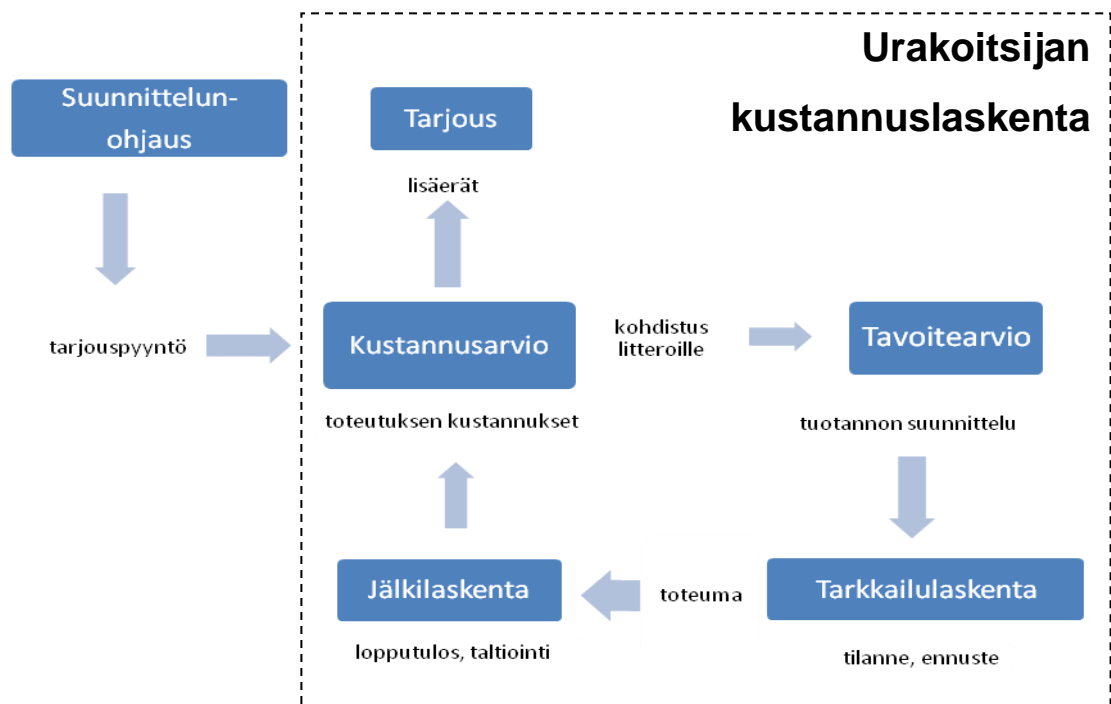 Urakoitsijan
kustannuslaskenta
Suunnittelun-
ohjaus
Tarjous
lisäerät
tarjouspyyntö
Kustannusarvio
kohdistus
litteroille
Tavoitearvio
toteutuksen kustannukset
tuotannon suunnittelu
Jälkilaskenta
toteuma
Tarkkailulaskenta
lopputulos, taltiointi
tilanne, ennuste